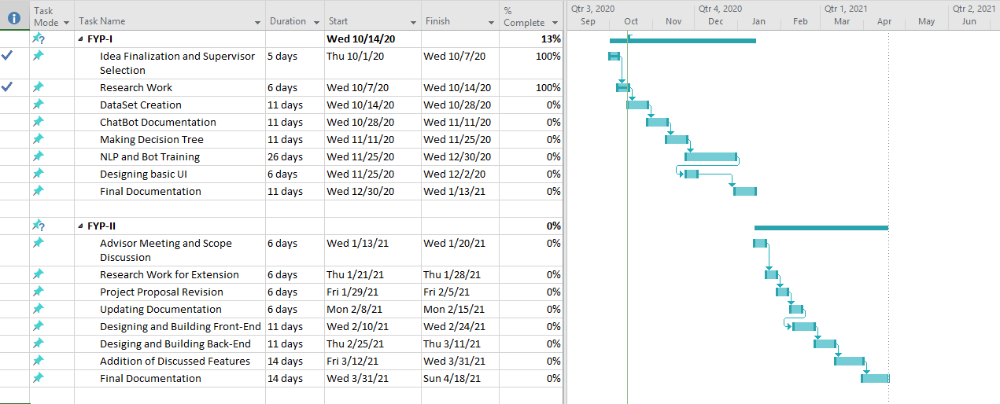 Qtr 3, 2020 Qtr 4, 2020 Qtr 1, 2021 Qtr 2, 2021
Task Mode Task Name Duration Start Finish % Complete Sep Oct Nov Dec Jan Feb Mar Apr May Jun
FYP-I Wed 10/14/20 13%
Idea Finalization and Supervisor
Selection 5 days Thu 10/1/20 Wed 10/7/20 100%
Research Work 6 days Wed 10/7/20 Wed 10/14/20 100%
DataSet Creation 11 days Wed 10/14/20 Wed 10/28/20 0%
ChatBot Documentation 11 days Wed 10/28/20 Wed 11/11/20 0%
Making Decision Tree 11 days Wed 11/11/20 Wed 11/25/20 0%
NLP and Bot Training 26 days Wed 11/25/20 Wed 12/30/20 0%
Designing basic UI 6 days Wed 11/25/20 Wed 12/2/20 0%
Final Documentation 11 days Wed 12/30/20 Wed 1/13/21 0%
FYP-II 0%
Advisor Meeting and Scope
Discussion 6 days Wed 1/13/21 Wed 1/20/21 0%
Research Work for Extension 6 days Thu 1/21/21 Thu 1/28/21 0%
Project Proposal Revision 6 days Fri 1/29/21 Fri 2/5/21 0%
Updating Documentation 6 days Mon 2/8/21 Mon 2/15/21 0%
Designing and Building Front-End 11 days Wed 2/10/21 Wed 2/24/21 0%
Desiging and Building Back-End 11 days Thu 2/25/21 Thu 3/11/21 0%
Addition of Discussed Features 14 days Fri 3/12/21 Wed 3/31/21 0%
Final Documentation 14 days Wed 3/31/21 Sun 4/18/21 0%